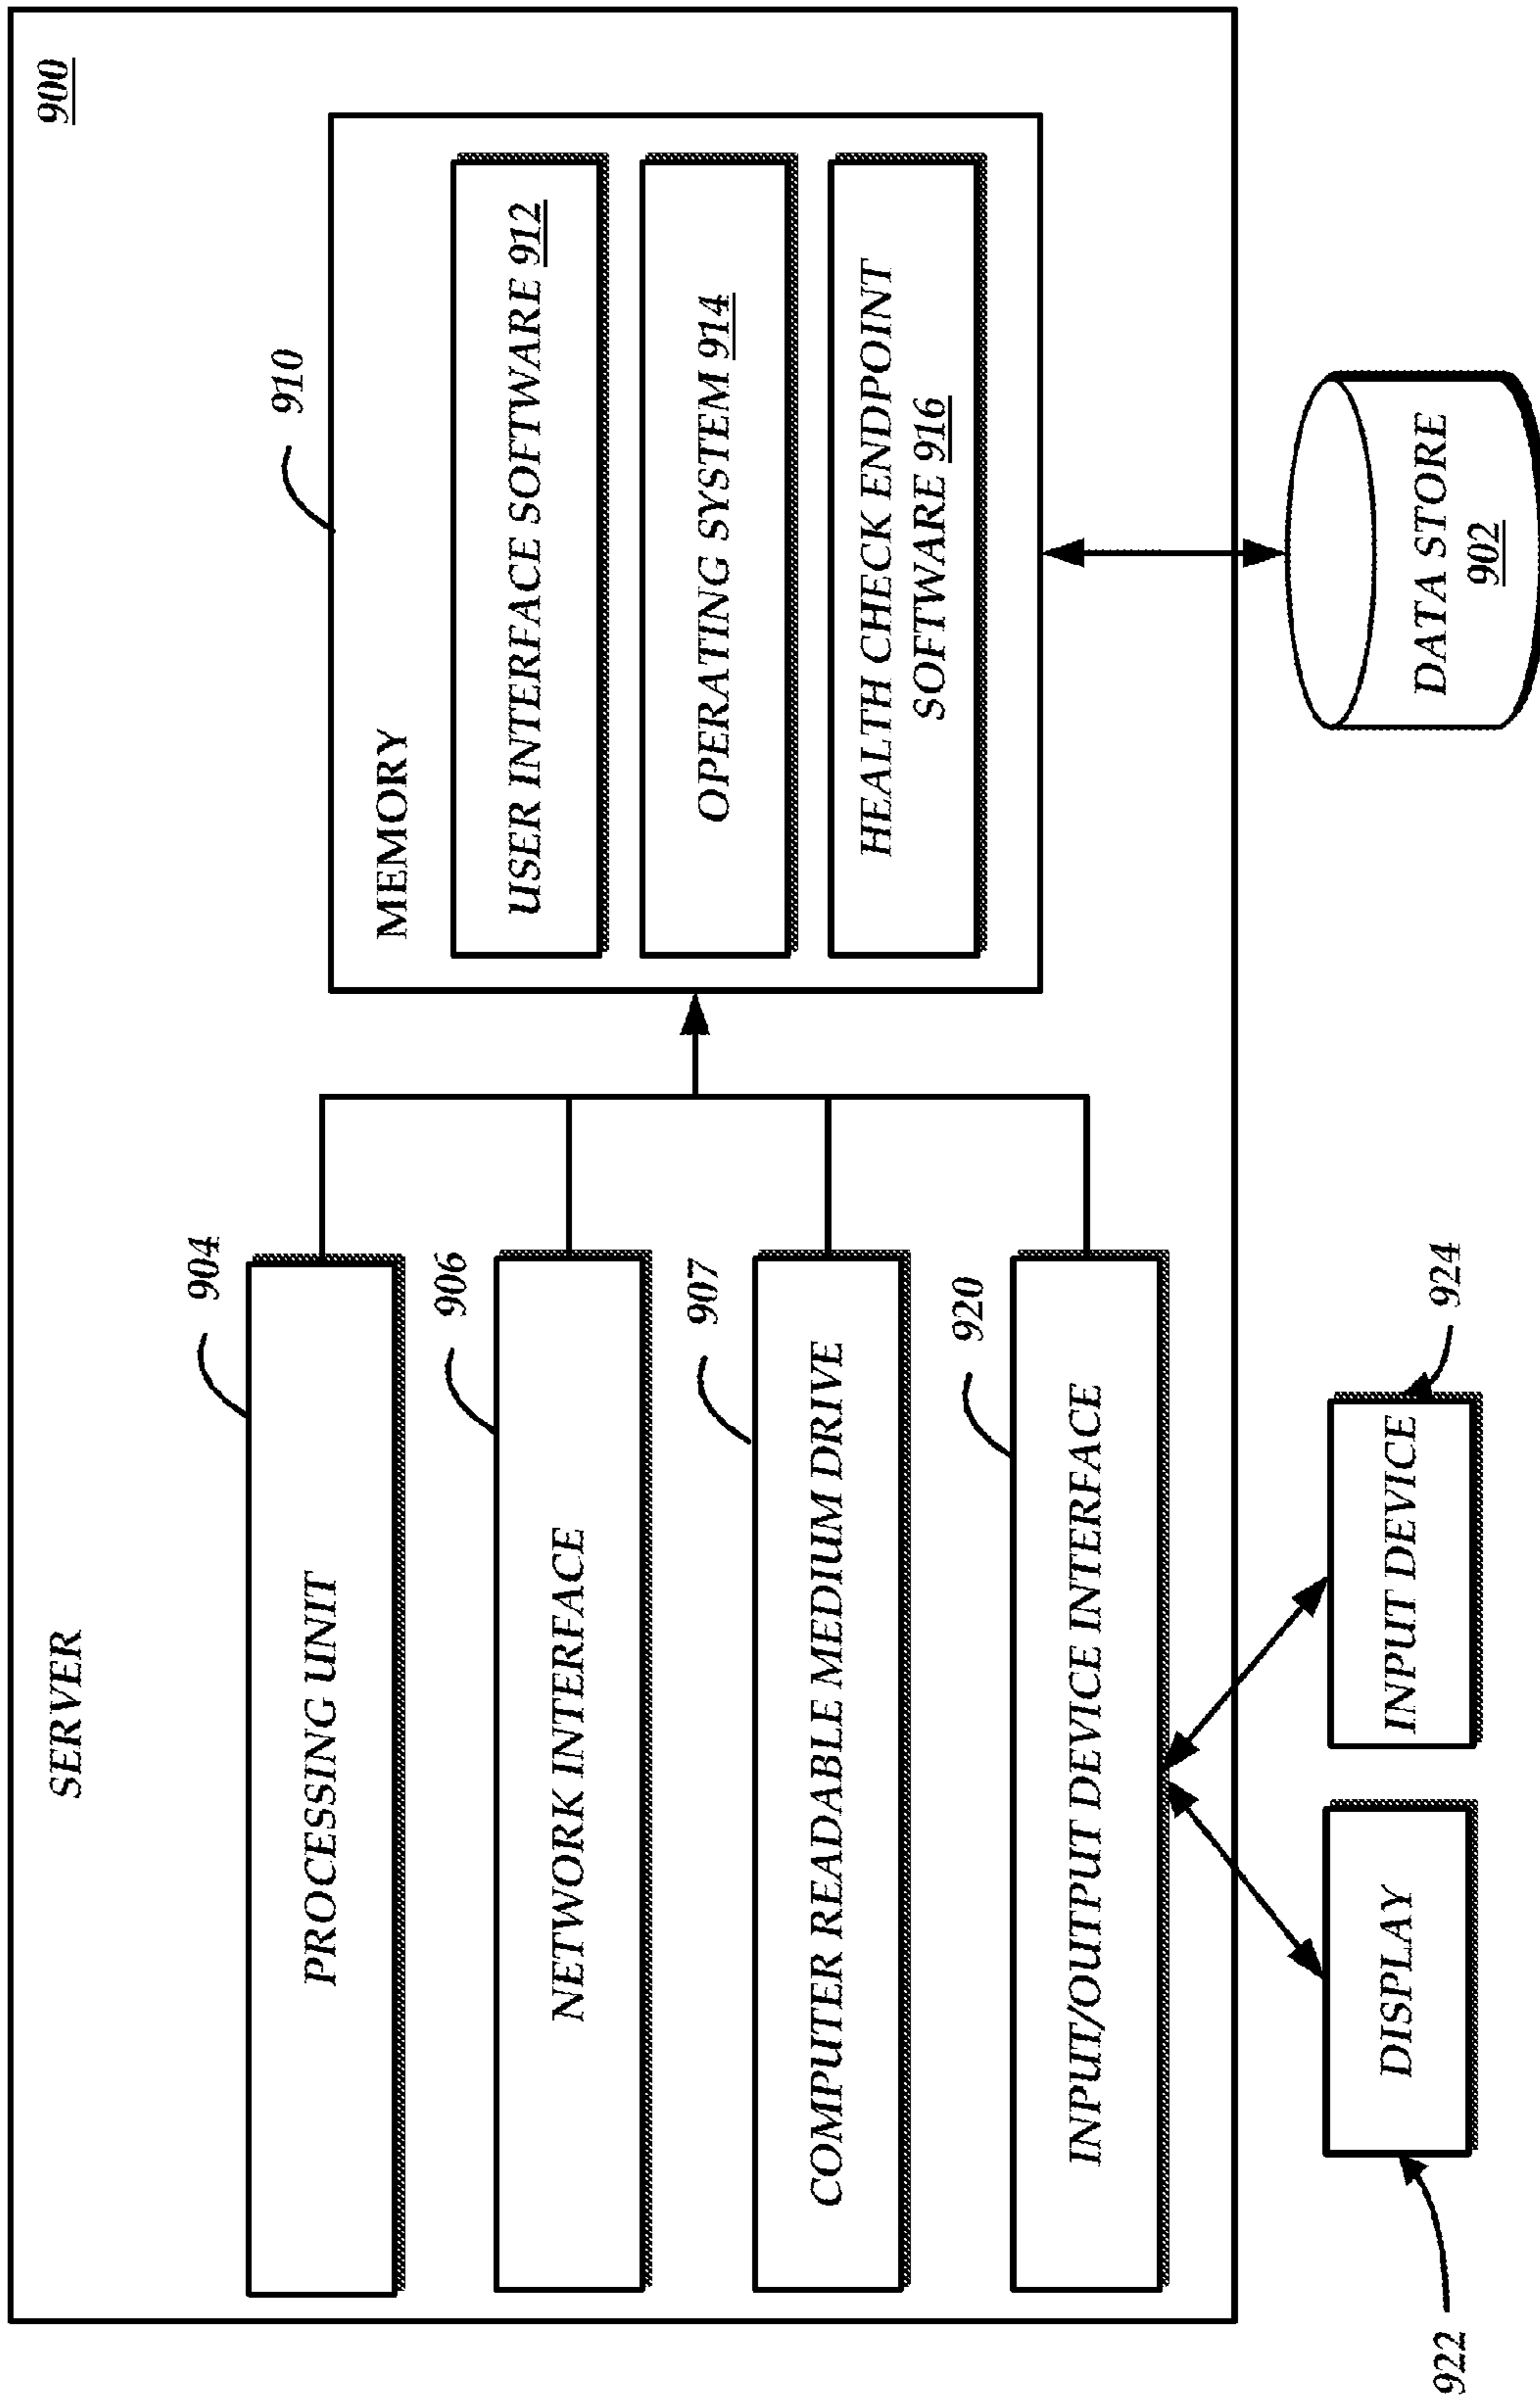 SERVER
900
904
PROCESSING UNIT
906
NETWORK INTERFACE
907
COMPUTER READABLE MEDIUM DRIVE
920
INPUT/OUTPUT DEVICE INTERFACE
910
MEMORY
USER INTERFACE SOFTWARE 912
OPERATING SYSTEM 914
HEALTH CHECK ENDPOINT
SOFTWARE 916
922
DISPLAY
INPUT DEVICE
924
DATA STORE
902